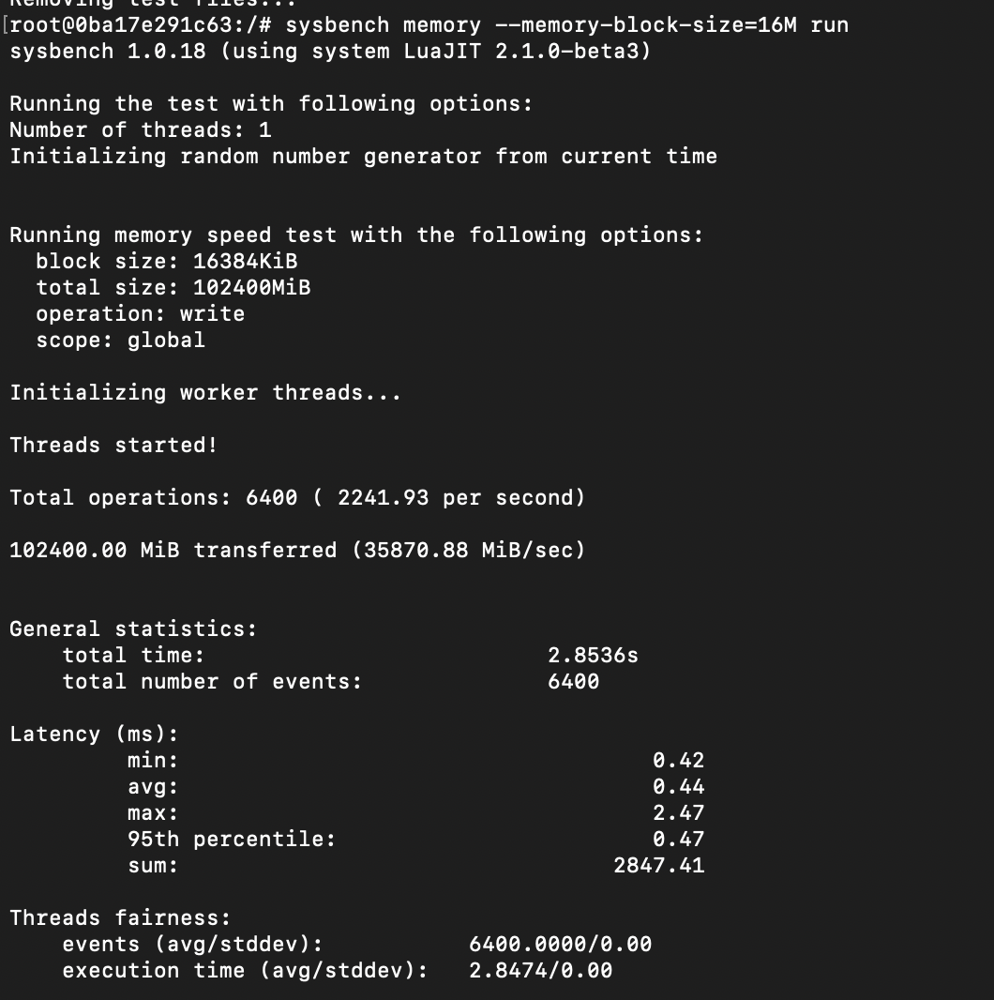 Removing test files...
[root@0ba17e291c63:/# sysbench memory --memory-block-size=16M run
sysbench 1.0.18 (using system LuaJIT 2.1.0-beta3)
Running the test with following options:
Number of threads: 1
Initializing random number generator from current time
Running memory speed test with the following options:
block size: 16384KiB
total size: 102400MiB
operation: write
scope: global
Initializing worker threads...
Threads started!
Total operations: 6400 ( 2241.93 per second)
102400.00 MiB transferred (35870.88 MiB/sec)
General statistics:
total time: 2.8536s
total number of events: 6400
Latency (ms):
min: 0.42
avg: 0.44
max: 2.47
95th percentile: 0.47
sum: 2847.41
Threads fairness:
events (avg/stddev): 6400.0000/0.00
execution time (avg/stddev): 2.8474/0.00